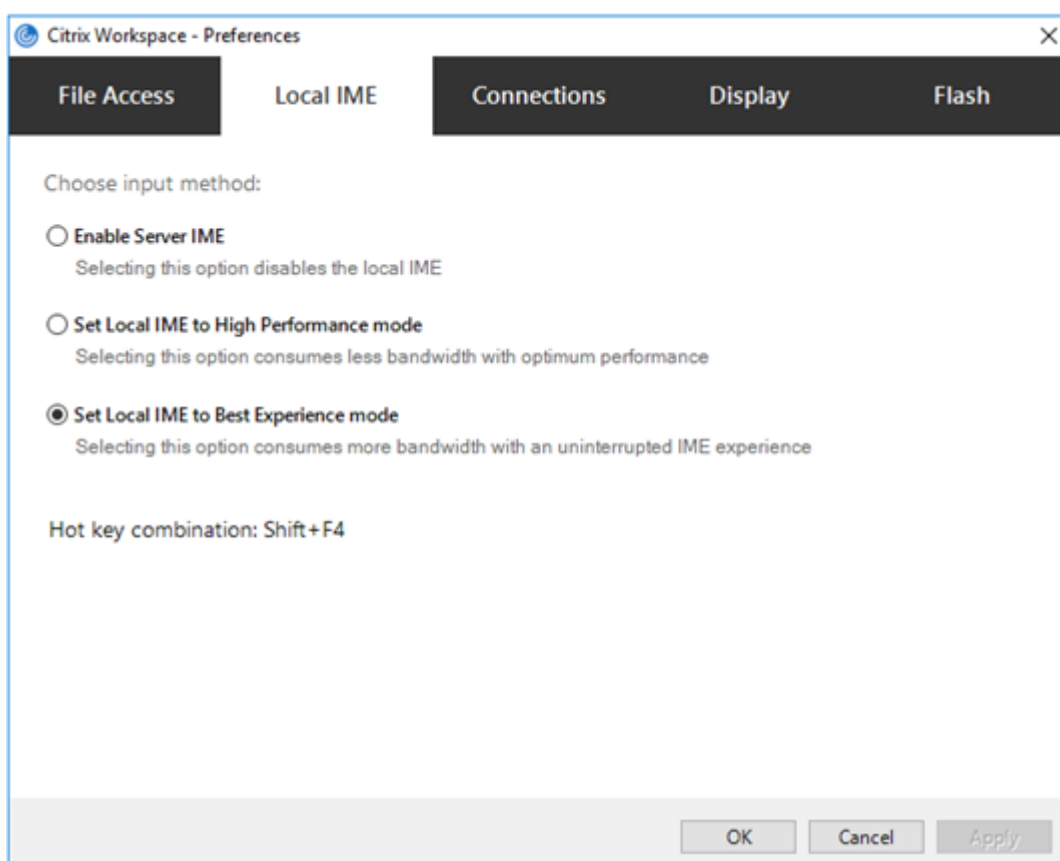 Citrix Workspace - Preferences
File Access Local IME Connections Display Flash
Choose input method:
Enable Server IME
Selecting this option disables the local IME
Set Local IME to High Performance mode
Selecting this option consumes less bandwidth with optimum performance
Set Local IME to Best Experience mode
Selecting this option consumes more bandwidth with an uninterrupted IME experience
Hot key combination: Shift+F4
OK Cancel Apply